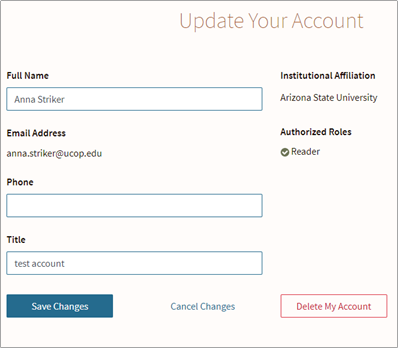 Update Your Account
Full Name
Anna Striker
Institutional Affiliation
Arizona State University
Email Address
anna.striker@ucop.edu
Authorized Roles
Reader
Phone
Title
test account
Save Changes
Cancel Changes
Delete My Account